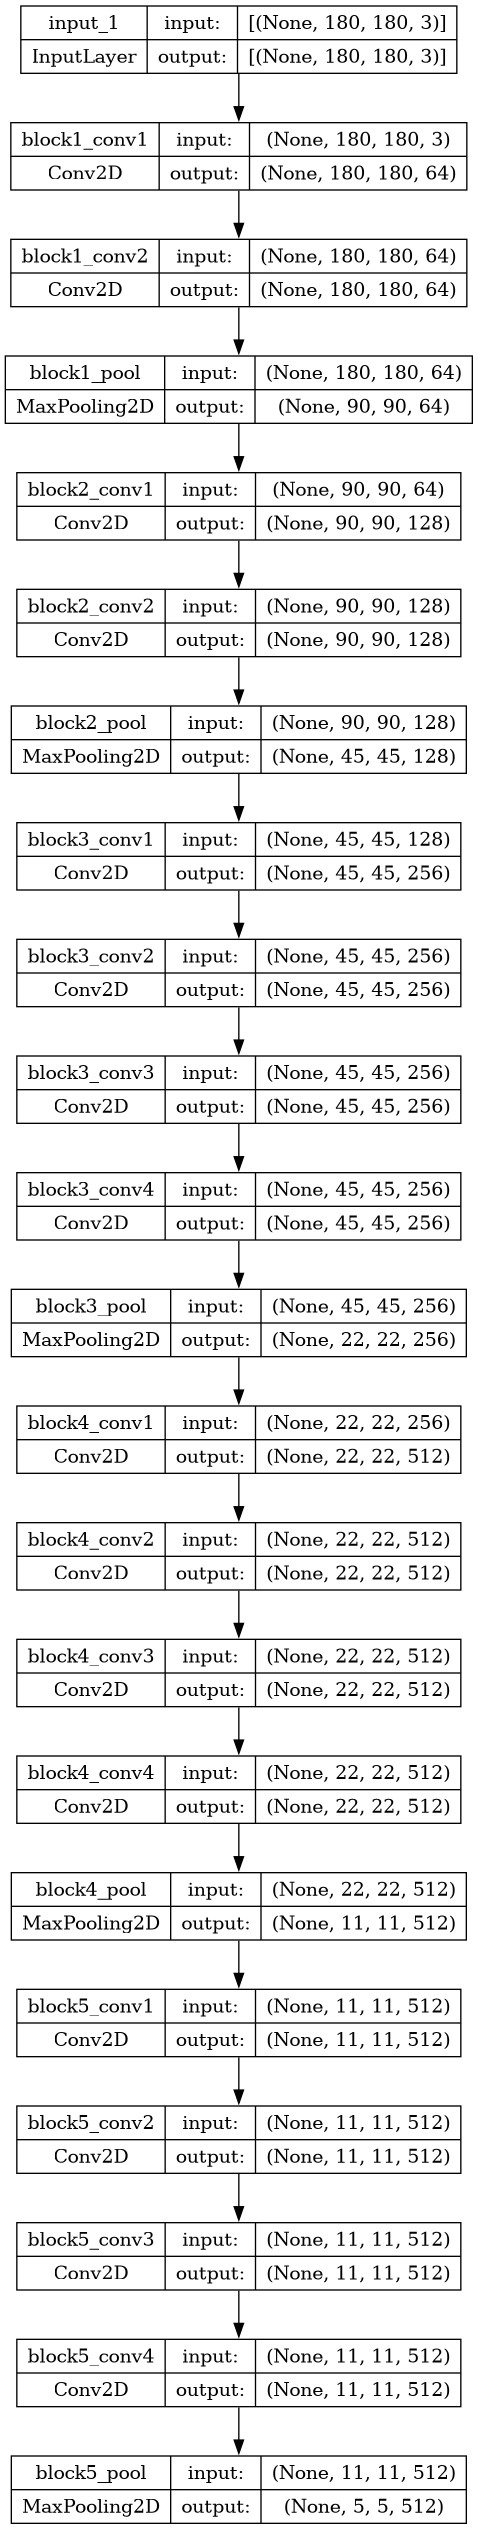 input_1 input: [(None, 180, 180, 3)]
InputLayer output: [(None, 180, 180, 3)]
block1_conv1 input: (None, 180, 180, 3)
Conv2D output: (None, 180, 180, 64)
block1_conv2 input: (None, 180, 180, 64)
Conv2D output: (None, 180, 180, 64)
block1_pool input: (None, 180, 180, 64)
MaxPooling2D output: (None, 90, 90, 64)
block2_conv1 input: (None, 90, 90, 64)
Conv2D output: (None, 90, 90, 128)
block2_conv2 input: (None, 90, 90, 128)
Conv2D output: (None, 90, 90, 128)
block2_pool input: (None, 90, 90, 128)
MaxPooling2D output: (None, 45, 45, 128)
block3_conv1 input: (None, 45, 45, 128)
Conv2D output: (None, 45, 45, 256)
block3_conv2 input: (None, 45, 45, 256)
Conv2D output: (None, 45, 45, 256)
block3_conv3 input: (None, 45, 45, 256)
Conv2D output: (None, 45, 45, 256)
block3_conv4 input: (None, 45, 45, 256)
Conv2D output: (None, 45, 45, 256)
block3_pool input: (None, 45, 45, 256)
MaxPooling2D output: (None, 22, 22, 256)
block4_conv1 input: (None, 22, 22, 256)
Conv2D output: (None, 22, 22, 512)
block4_conv2 input: (None, 22, 22, 512)
Conv2D output: (None, 22, 22, 512)
block4_conv3 input: (None, 22, 22, 512)
Conv2D output: (None, 22, 22, 512)
block4_conv4 input: (None, 22, 22, 512)
Conv2D output: (None, 22, 22, 512)
block4_pool input: (None, 22, 22, 512)
MaxPooling2D output: (None, 11, 11, 512)
block5_conv1 input: (None, 11, 11, 512)
Conv2D output: (None, 11, 11, 512)
block5_conv2 input: (None, 11, 11, 512)
Conv2D output: (None, 11, 11, 512)
block5_conv3 input: (None, 11, 11, 512)
Conv2D output: (None, 11, 11, 512)
block5_conv4 input: (None, 11, 11, 512)
Conv2D output: (None, 11, 11, 512)
block5_pool input: (None, 11, 11, 512)
MaxPooling2D output: (None, 5, 5, 512)